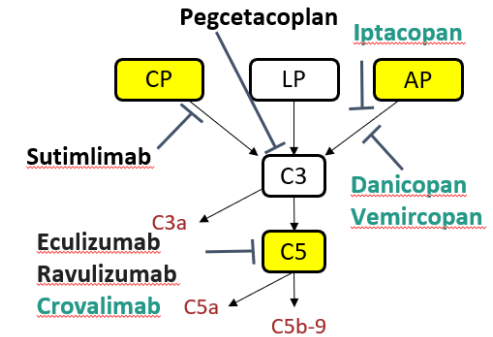 Pegcetacoplan
Iptacopan
CP
LP
AP
Sutimlimab
C3
Danicopan
Vemircopan
C3a
Eculizumab
Ravulizumab
Crovalimab
C5
C5a
C5b-9